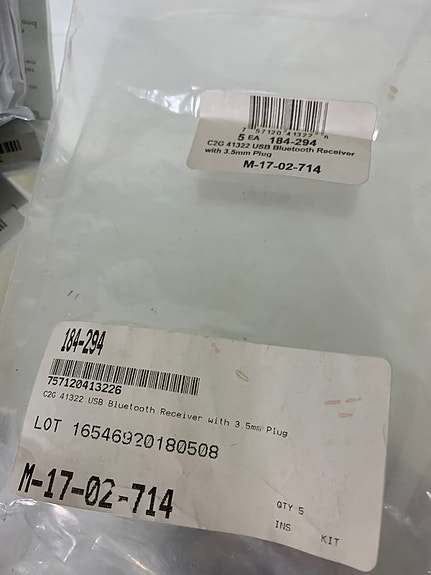 7 57120 41322 6
5 EA 184-294
C2G 41322 USB Bluetooth Receiver
with 3.5mm Plug
M-17-02-714
184-294
757120413226
C2G 41322 USB Bluetooth Receiver with 3.5mm Plug
LOT 16546920180508
M-17-02-714
QTY 5
INS
KIT